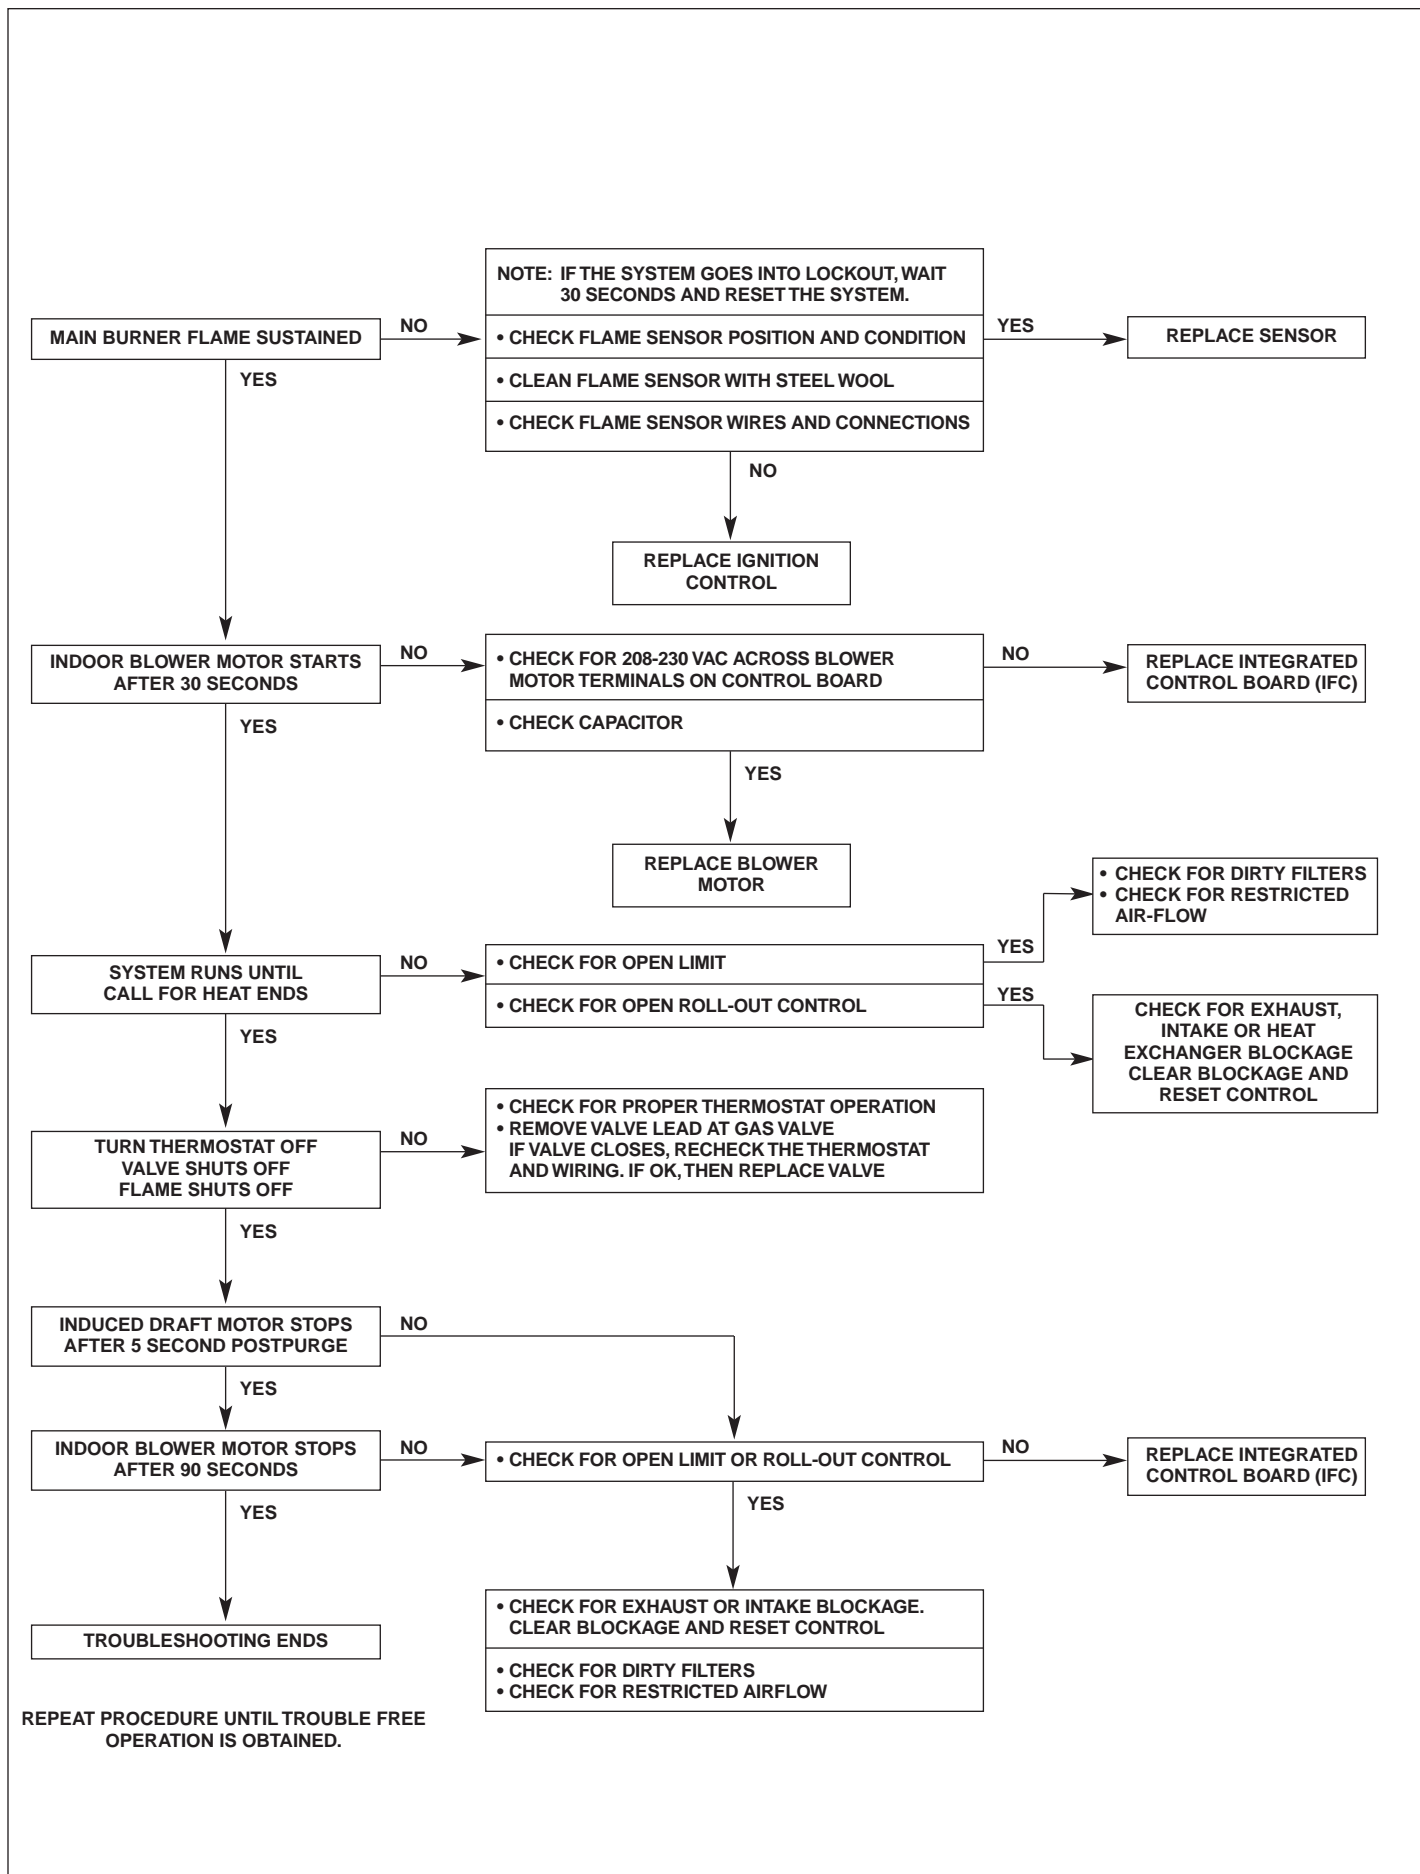 NOTE: IF THE SYSTEM GOES INTO LOCKOUT, WAIT
30 SECONDS AND RESET THE SYSTEM.
MAIN BURNER FLAME SUSTAINED
NO
• CHECK FLAME SENSOR POSITION AND CONDITION
YES
REPLACE SENSOR
YES
• CLEAN FLAME SENSOR WITH STEEL WOOL
• CHECK FLAME SENSOR WIRES AND CONNECTIONS
NO
REPLACE IGNITION
CONTROL
INDOOR BLOWER MOTOR STARTS
AFTER 30 SECONDS
NO
• CHECK FOR 208-230 VAC ACROSS BLOWER
MOTOR TERMINALS ON CONTROL BOARD
NO
REPLACE INTEGRATED
CONTROL BOARD (IFC)
YES
• CHECK CAPACITOR
YES
REPLACE BLOWER
MOTOR
• CHECK FOR DIRTY FILTERS
• CHECK FOR RESTRICTED
AIR-FLOW
SYSTEM RUNS UNTIL
CALL FOR HEAT ENDS
NO
• CHECK FOR OPEN LIMIT
YES
• CHECK FOR OPEN ROLL-OUT CONTROL
YES
CHECK FOR EXHAUST,
INTAKE OR HEAT
EXCHANGER BLOCKAGE
CLEAR BLOCKAGE AND
RESET CONTROL
YES
TURN THERMOSTAT OFF
VALVE SHUTS OFF
FLAME SHUTS OFF
NO
• CHECK FOR PROPER THERMOSTAT OPERATION
• REMOVE VALVE LEAD AT GAS VALVE
IF VALVE CLOSES, RECHECK THE THERMOSTAT
AND WIRING. IF OK, THEN REPLACE VALVE
YES
INDUCED DRAFT MOTOR STOPS
AFTER 5 SECOND POSTPURGE
NO
YES
INDOOR BLOWER MOTOR STOPS
AFTER 90 SECONDS
NO
• CHECK FOR OPEN LIMIT OR ROLL-OUT CONTROL
NO
REPLACE INTEGRATED
CONTROL BOARD (IFC)
YES
YES
TROUBLESHOOTING ENDS
• CHECK FOR EXHAUST OR INTAKE BLOCKAGE.
CLEAR BLOCKAGE AND RESET CONTROL
• CHECK FOR DIRTY FILTERS
• CHECK FOR RESTRICTED AIRFLOW
REPEAT PROCEDURE UNTIL TROUBLE FREE
OPERATION IS OBTAINED.